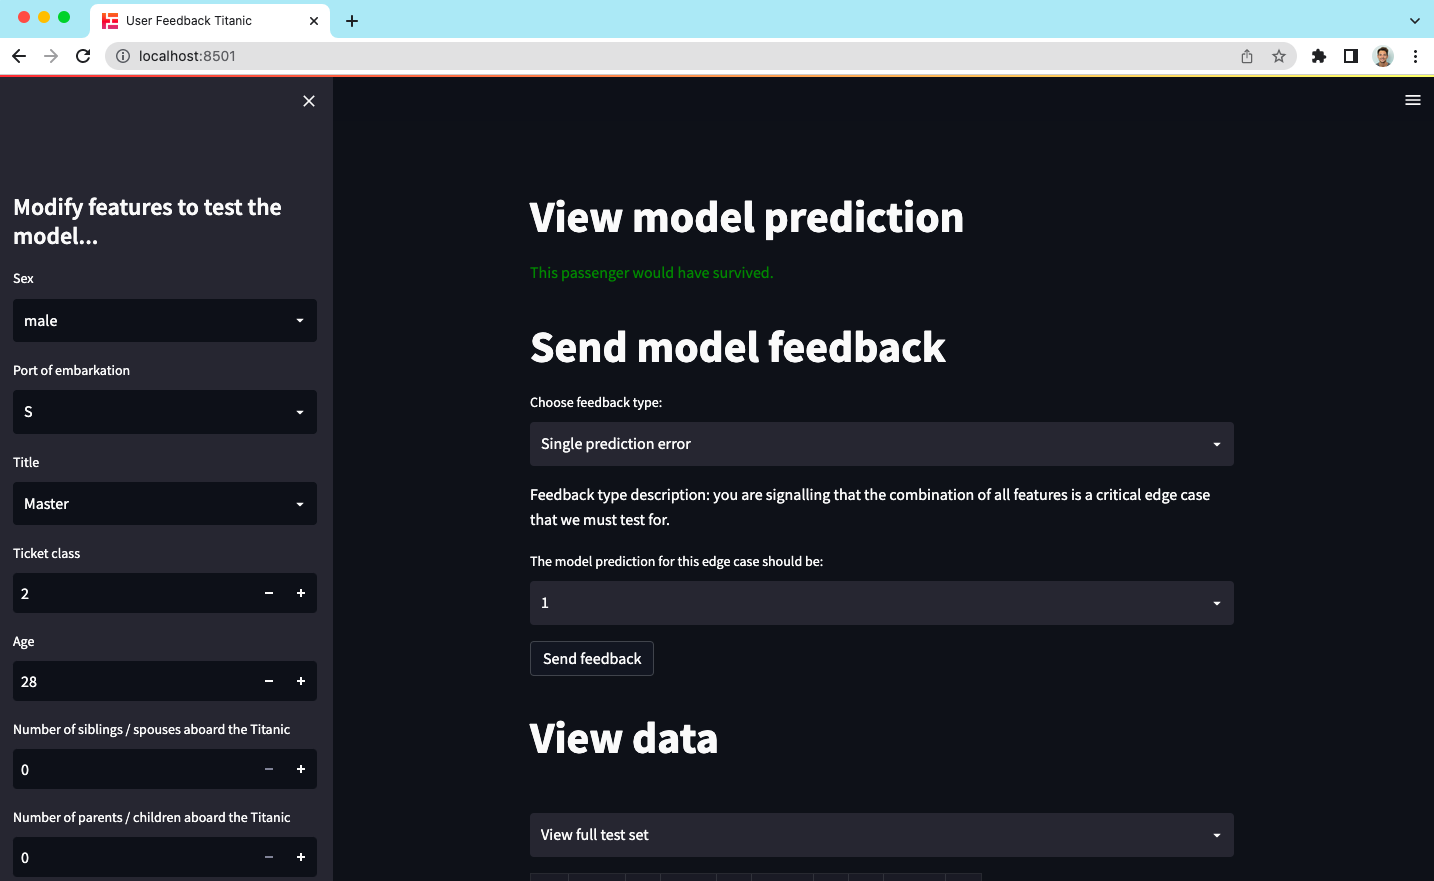 User Feedback Titanic
localhost:8501
Modify features to test the
model...
Sex
male
Port of embarkation
S
Title
Master
Ticket class
2
Age
28
Number of siblings / spouses aboard the Titanic
0
Number of parents / children aboard the Titanic
0
View model prediction
This passenger would have survived.
Send model feedback
Choose feedback type:
Single prediction error
Feedback type description: you are signalling that the combination of all features is a critical edge case
that we must test for.
The model prediction for this edge case should be:
1
Send feedback
View data
View full test set